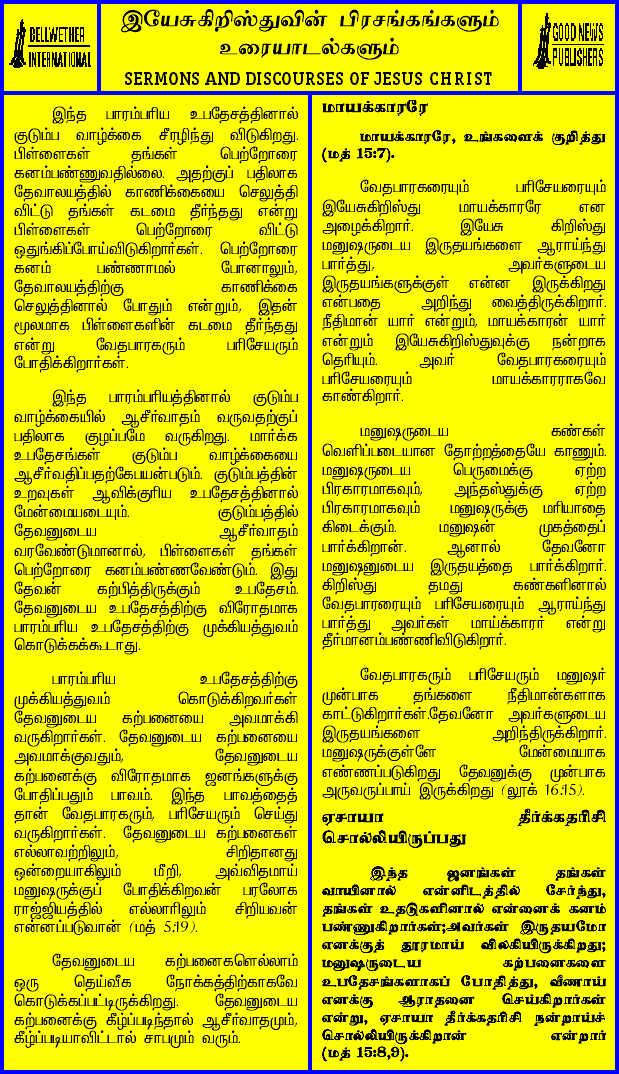 BELLWETHER
INTERNATIONAL
இயேசுகிறிஸ்துவின் பிரசங்கங்களும்
உரையாடல்களும்
SERMONS AND DISCOURSES OF JESUS CHRIST
GOOD NEWS
PUBLISHERS
இந்த பாரம்பரிய உபதேசத்தினால்
குடும்ப வாழ்க்கை சீரழிந்து விடுகிறது.
பிள்ளைகள் தங்கள் பெற்றோரை
கனம்பண்ணுவதில்லை. அதற்குப் பதிலாக
தேவாலயத்தில் காணிக்கையை செலுத்தி
விட்டு தங்கள் கடமை தீர்ந்தது என்று
பிள்ளைகள் பெற்றோரை விட்டு
ஒதுங்கிப்போய்விடுகிறார்கள். பெற்றோரை
கனம் பண்ணாமல் போனாலும்,
தேவாலயத்திற்கு காணிக்கை
செலுத்தினால் போதும் என்றும், இதன்
மூலமாக பிள்ளைகளின் கடமை தீர்ந்தது
என்று வேதபாரகரும் பரிசேயரும்
போதிக்கிறார்கள்.
இந்த பாரம்பரியத்தினால் குடும்ப
வாழ்க்கையில் ஆசீர்வாதம் வருவதற்குப்
பதிலாக குழப்பமே வருகிறது. மார்க்க
உபதேசங்கள் குடும்ப வாழ்க்கையை
ஆசீர்வதிப்பதற்கேபயன்படும். குடும்பத்தின்
உறவுகள் ஆவிக்குரிய உபதேசத்தினால்
மேன்மையடையும். குடும்பத்தில்
தேவனுடைய ஆசீர்வாதம்
வரவேண்டுமானால், பிள்ளைகள் தங்கள்
பெற்றோரை கனம்பண்ணவேண்டும். இது
தேவன் கற்பித்திருக்கும் உபதேசம்.
தேவனுடைய உபதேசத்திற்கு விரோதமாக
பாரம்பரிய உபதேசத்திற்கு முக்கியத்துவம்
கொடுக்கக்கூடாது.
பாரம்பரிய உபதேசத்திற்கு
முக்கியத்துவம் கொடுக்கிறவர்கள்
தேவனுடைய கற்பனையை அவமாக்கி
வருகிறார்கள். தேவனுடைய கற்பனையை
அவமாக்குவதும், தேவனுடைய
கற்பனைக்கு விரோதமாக ஜனங்களுக்கு
போதிப்பதும் பாவம். இந்த பாவத்தைத்
தான் வேதபாரகரும், பரிசேயரும் செய்து
வருகிறார்கள். தேவனுடைய கற்பனைகள்
எல்லாவற்றிலும், சிறிதானது
ஒன்றையாகிலும் மீறி, அவ்விதமாய்
மனுஷருக்குப் போதிக்கிறவன் பரலோக
ராஜ்ஜியத்தில் எல்லாரிலும் சிறியவன்
என்னப்படுவான் (மத் 5:19).
தேவனுடைய கற்பனைகளெல்லாம்
ஒரு தெய்வீக நோக்கத்திற்காகவே
கொடுக்கப்பட்டிருக்கிறது. தேவனுடைய
கற்பனைக்கு கீழ்ப்படிந்தால் ஆசீர்வாதமும்,
கீழ்ப்படியாவிட்டால் சாபமும் வரும்.
மாயக்காரரே
மாயக்காரரே, உங்களைக் குறித்து
(மத் 15:7).
வேதபாரகரையும் பரிசேயரையும்
இயேசுகிறிஸ்து மாயக்காரரே என
அழைக்கிறார். இயேசு கிறிஸ்து
மனுஷருடைய இருதயங்களை ஆராய்ந்து
பார்த்து, அவர்களுடைய
இருதயங்களுக்குள் என்ன இருக்கிறது
என்பதை அறிந்து வைத்திருக்கிறார்.
நீதிமான் யார் என்றும், மாயக்காரன் யார்
என்றும் இயேசுகிறிஸ்துவுக்கு நன்றாக
தெரியும். அவர் வேதபாரகரையும்
பரிசேயரையும் மாயக்காரராகவே
காண்கிறார்.
மனுஷருடைய கண்கள்
வெளிப்படையான தோற்றத்தையே காணும்.
மனுஷருடைய பெருமைக்கு ஏற்ற
பிரகாரமாகவும், அந்தஸ்துக்கு ஏற்ற
பிரகாரமாகவும் மனுஷருக்கு மரியாதை
கிடைக்கும். மனுஷன் முகத்தைப்
பார்க்கிறான். ஆனால் தேவனோ
மனுஷனுடைய இருதயத்தை பார்க்கிறார்.
கிறிஸ்து தமது கண்களினால்
வேதபாரரையும் பரிசேயரையும் ஆராய்ந்து
பார்த்து அவர்கள் மாய்க்காரர் என்று
தீர்மானம்பண்ணிவிடுகிறார்.
வேதபாரகரும் பரிசேயரும் மனுஷர்
முன்பாக தங்களை நீதிமான்களாக
காட்டுகிறார்கள்.தேவனோ அவர்களுடைய
இருதயங்களை அறிந்திருக்கிறார்.
மனுஷருக்குள்ளே மேன்மையாக
எண்ணப்படுகிறது தேவனுக்கு முன்பாக
அருவருப்பாய் இருக்கிறது (லூக் 16:15).
ஏசாயா தீர்க்கதரிசி
சொல்லியிருப்பது
இந்த ஜனங்கள் தங்கள்
வாயினால் என்னிடத்தில் சேர்ந்து,
தங்கள் உதடுகளினால் என்னைக் கனம்
பண்ணுகிறார்கள்;அவர்கள் இருதயமோ
எனக்குத் தூரமாய் விலகியிருக்கிறது;
மனுஷருடைய கற்பனைகளை
உபதேசங்களாகப் போதித்து, வீணாய்
எனக்கு ஆராதனை செய்கிறார்கள்
என்று, ஏசாயா தீர்க்கதரிசி நன்றாய்ச்
சொல்லியிருக்கிறான் என்றார்
(மத் 15:8,9).